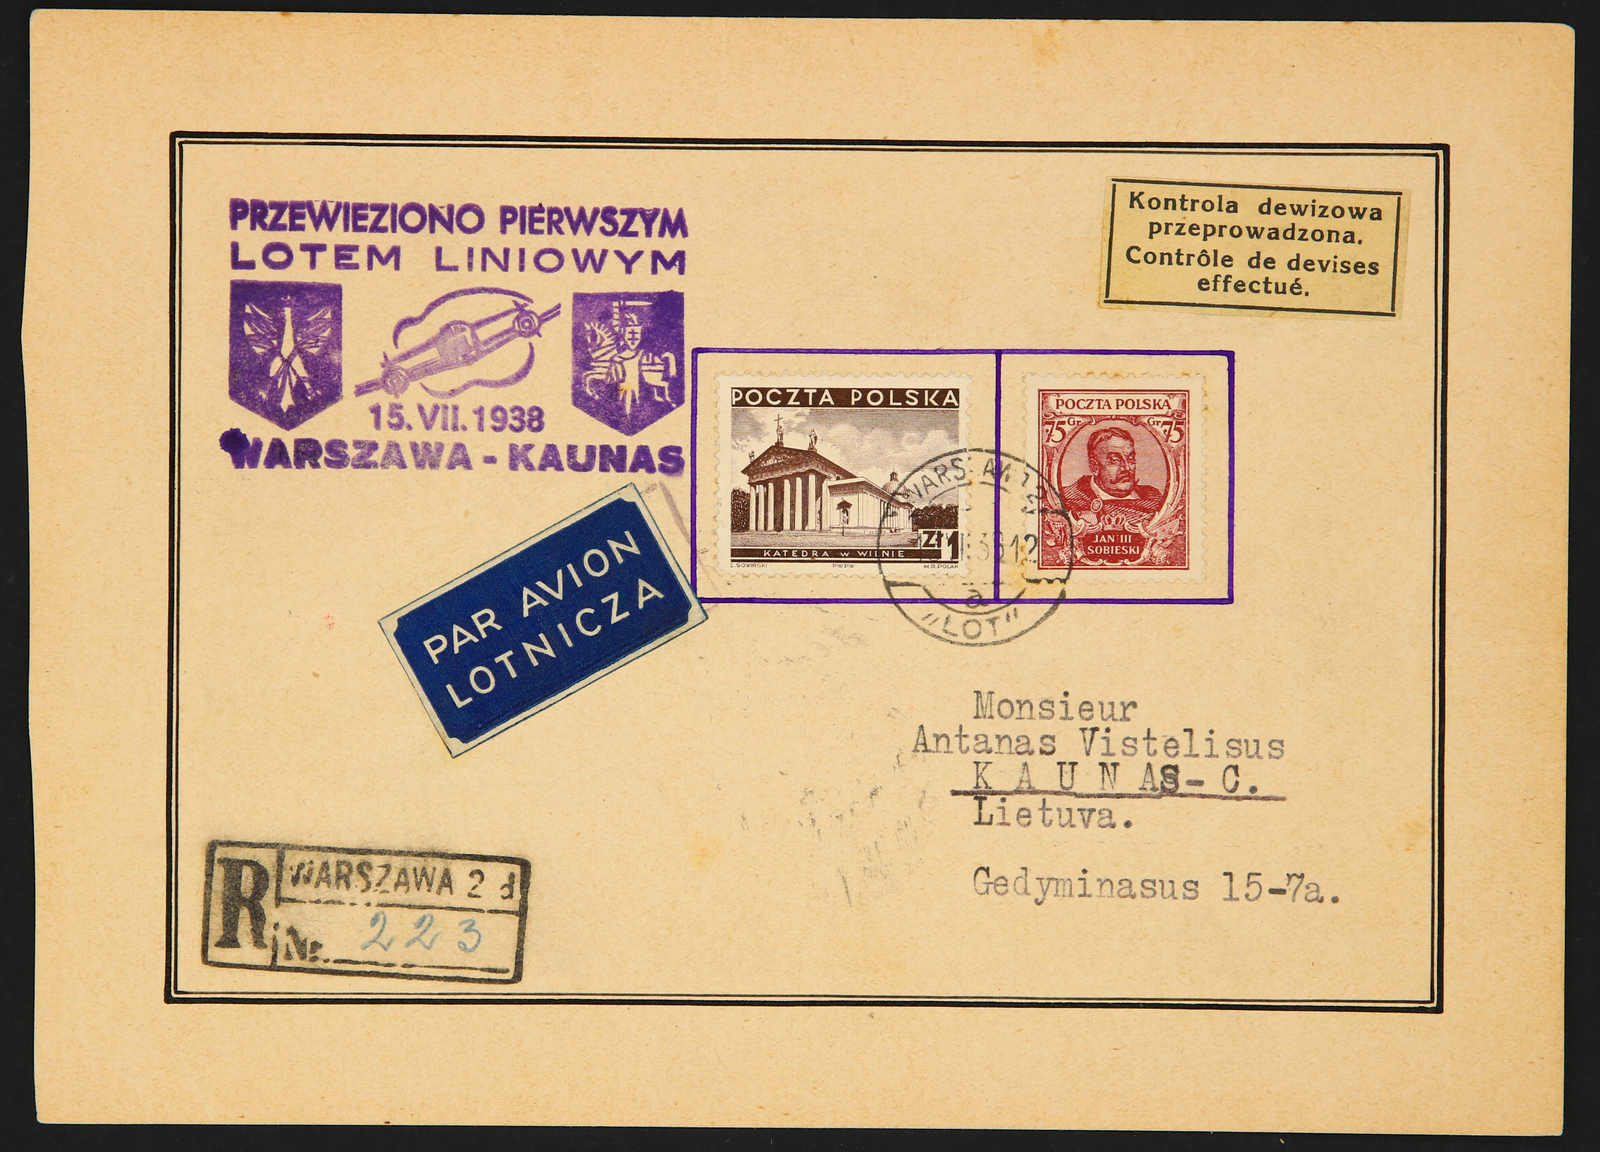 PRZEWIEZIONO PIERWSZYM
LOTEM LINIOWYM
15.VII.1938
WARSZAWA - KAUNAS
Kontrola dewizowa
przeprowadzona.
Contrôle de devises
effectué.
POCZTA POLSKA
KATEDRA w WILNIE
zł 1
POCZTA POLSKA
75 Gr Gr 75
JAN III
SOBIESKI
a
"LOT"
PAR AVION
LOTNICZA
Monsieur
Antanas Vistelisus
K A U N AS- C.
Lietuva.
Gedyminasus 15-7a.
R WARSZAWA 2 d
Nr. 223